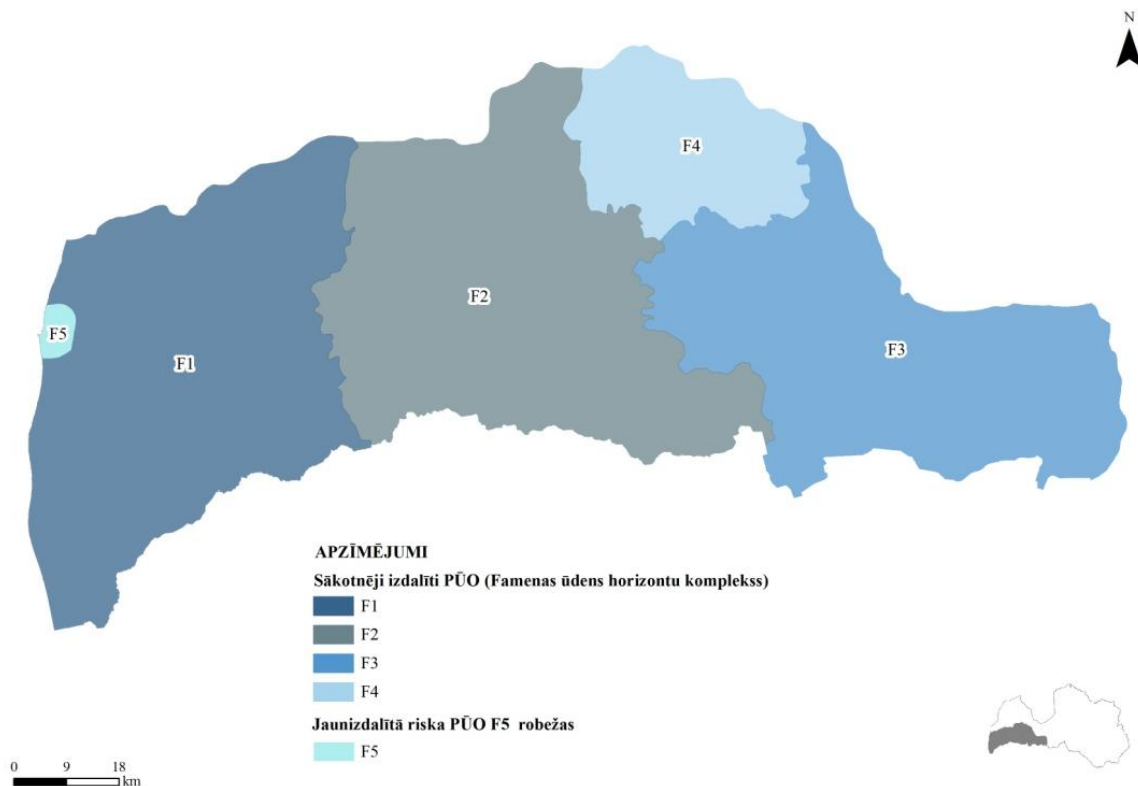 N
F4
F2
F5
F1
F3
APZĪMĒJUMI
Sākotnēji izdalīti PŪO (Famenas ūdens horizontu komplekss)
F1
F2
F3
F4
Jaunizdalītā riska PŪO F5 robežas
F5
0 9 18
km